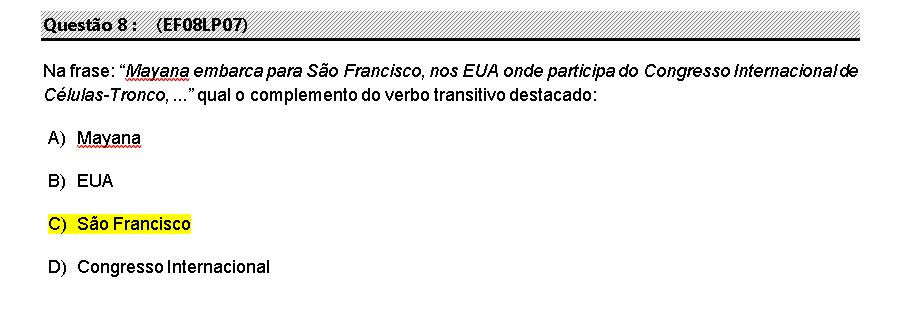 Questão 8 : (EF08LP07)
Na frase: “Mayana embarca para São Francisco, nos EUA onde participa do Congresso Internacional de
Células-Tronco, ...” qual o complemento do verbo transitivo destacado:
A) Mayana
B) EUA
C) São Francisco
D) Congresso Internacional